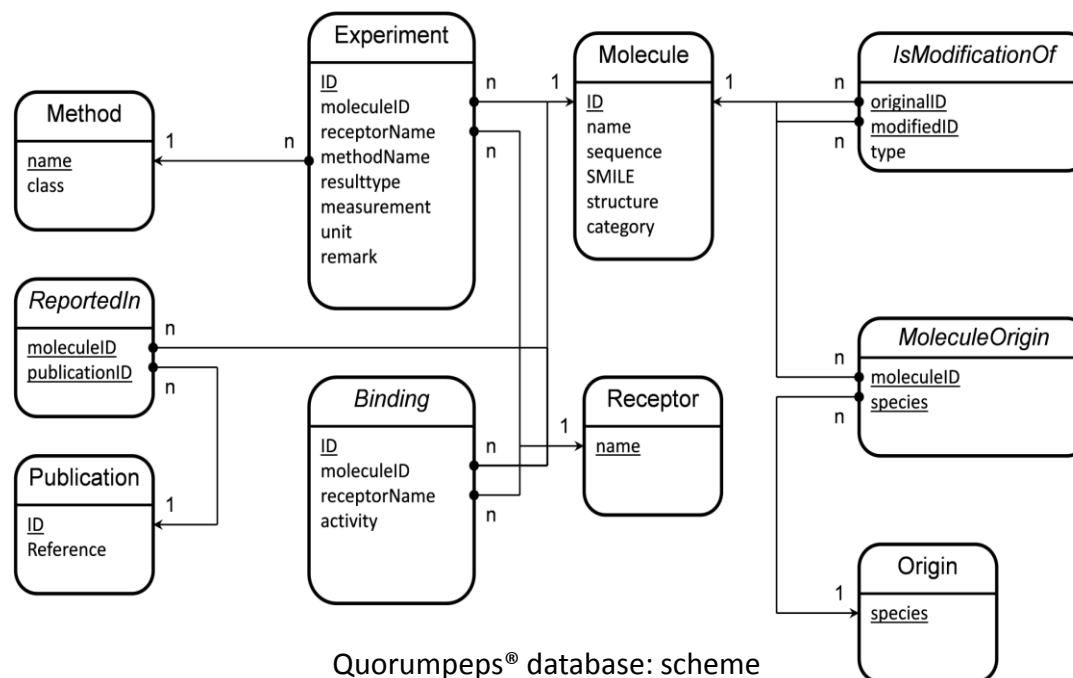 Experiment
ID
moleculeID
receptorName
methodName
resulttype
measurement
unit
remark
n
n
n
1
Molecule
ID
name
sequence
SMILE
structure
category
1
1
IsModificationOf
originalID
modifiedID
type
n
n
Method
name
class
ReportedIn
moleculeID
publicationID
n
n
Publication
ID
Reference
1
Binding
ID
moleculeID
receptorName
activity
n
n
Receptor
name
1
MoleculeOrigin
moleculeID
species
n
n
Origin
species
1
Quorumpeps® database: scheme